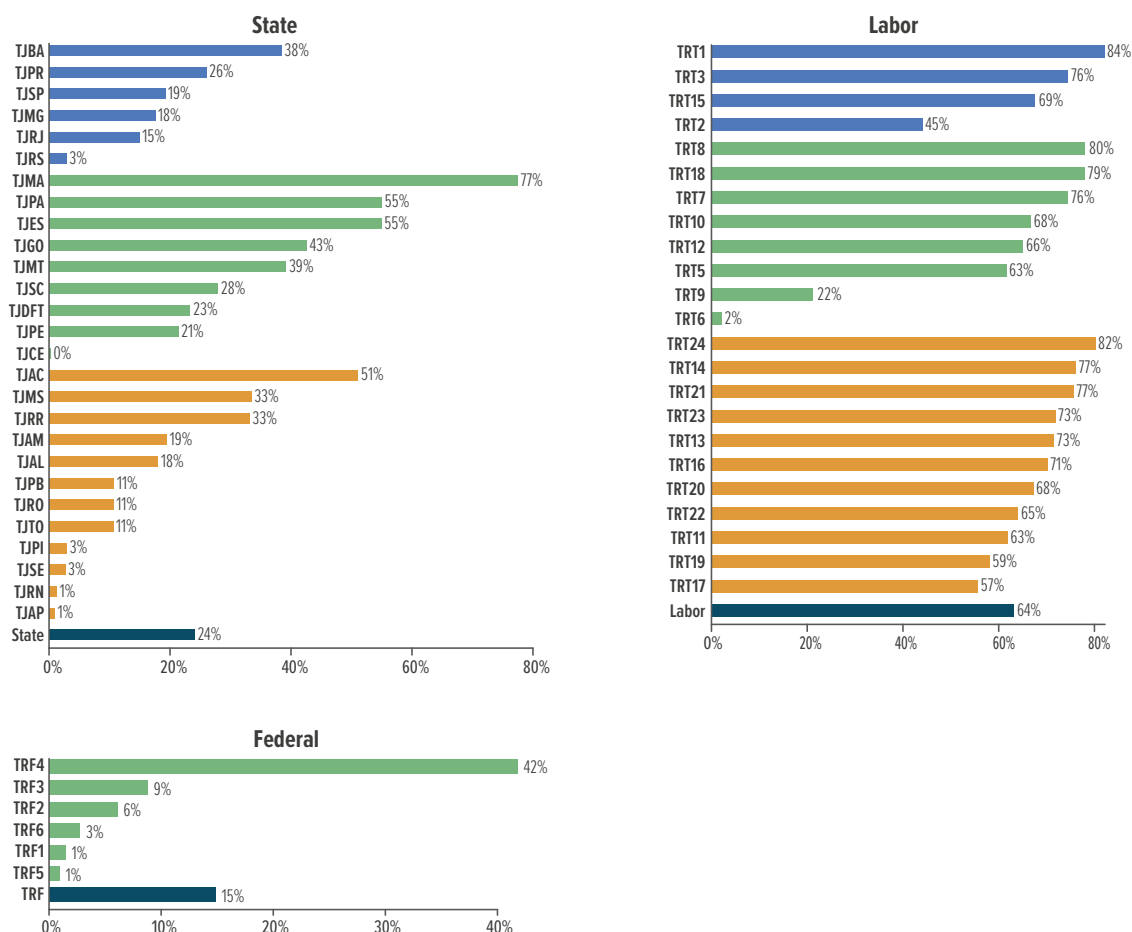 State
TJBA 38%
TJPR 26%
TJSP 19%
TJMG 18%
TJRJ 15%
TJRS 3%
TJMA 77%
TJPA 55%
TJES 55%
TJGO 43%
TJMT 39%
TJSC 28%
TJDFT 23%
TJPE 21%
TJCE 0%
TJAC 51%
TJMS 33%
TJRR 33%
TJAM 19%
TJAL 18%
TJPB 11%
TJRO 11%
TJTO 11%
TJPI 3%
TJSE 3%
TJRN 1%
TJAP 1%
State 24%
0% 20% 40% 60% 80%
Labor
TRT1 84%
TRT3 76%
TRT15 69%
TRT2 45%
TRT8 80%
TRT18 79%
TRT7 76%
TRT10 68%
TRT12 66%
TRT5 63%
TRT9 22%
TRT6 2%
TRT24 82%
TRT14 77%
TRT21 77%
TRT23 73%
TRT13 73%
TRT16 71%
TRT20 68%
TRT22 65%
TRT11 63%
TRT19 59%
TRT17 57%
Labor 64%
0% 20% 40% 60% 80%
Federal
TRF4 42%
TRF3 9%
TRF2 6%
TRF6 3%
TRF1 1%
TRF5 1%
TRF 15%
0% 10% 20% 30% 40%